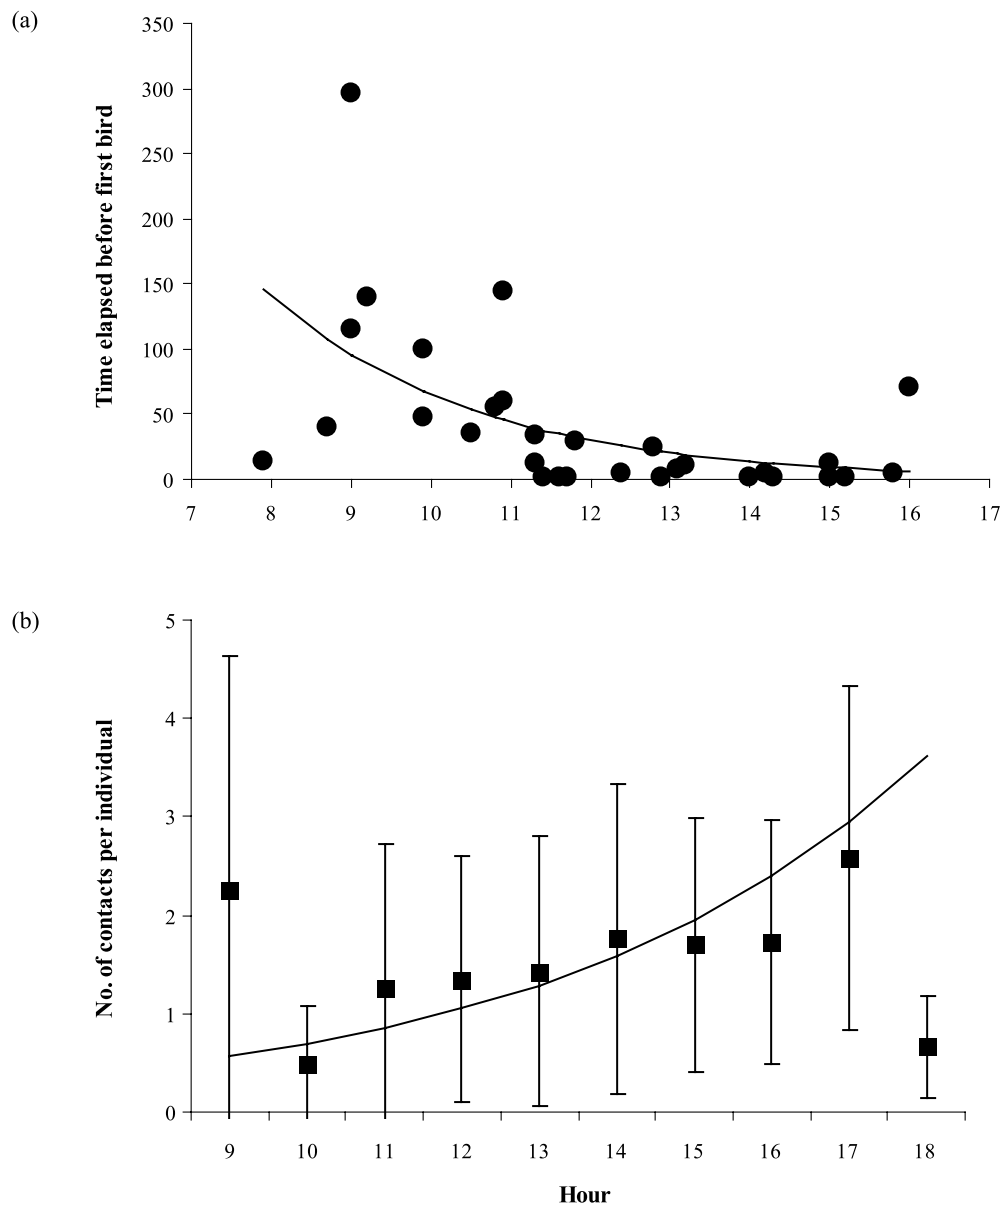 (a)
350
300
250
200
150
100
50
0
Time elapsed before first bird
7 8 9 10 11 12 13 14 15 16 17
(b)
5
4
3
2
1
0
No. of contacts per individual
9 10 11 12 13 14 15 16 17 18
Hour